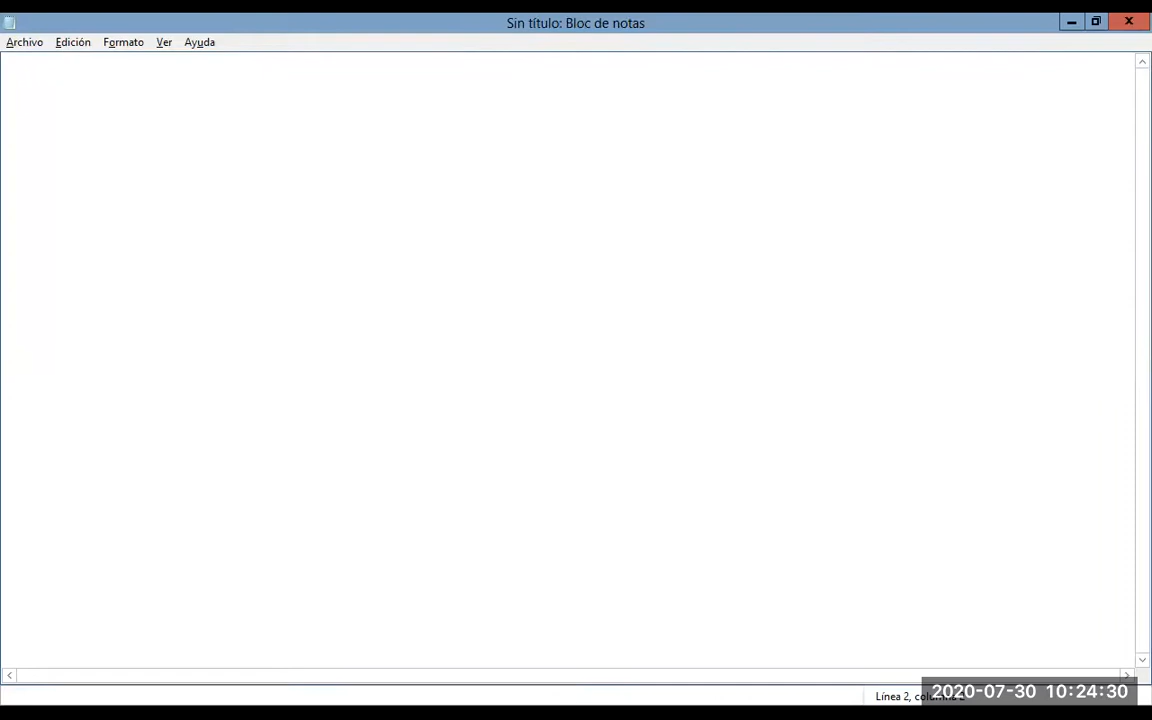 Sin título: Bloc de notas
Archivo Edición Formato Ver Ayuda
Línea 2,
2020-07-30 10:24:30